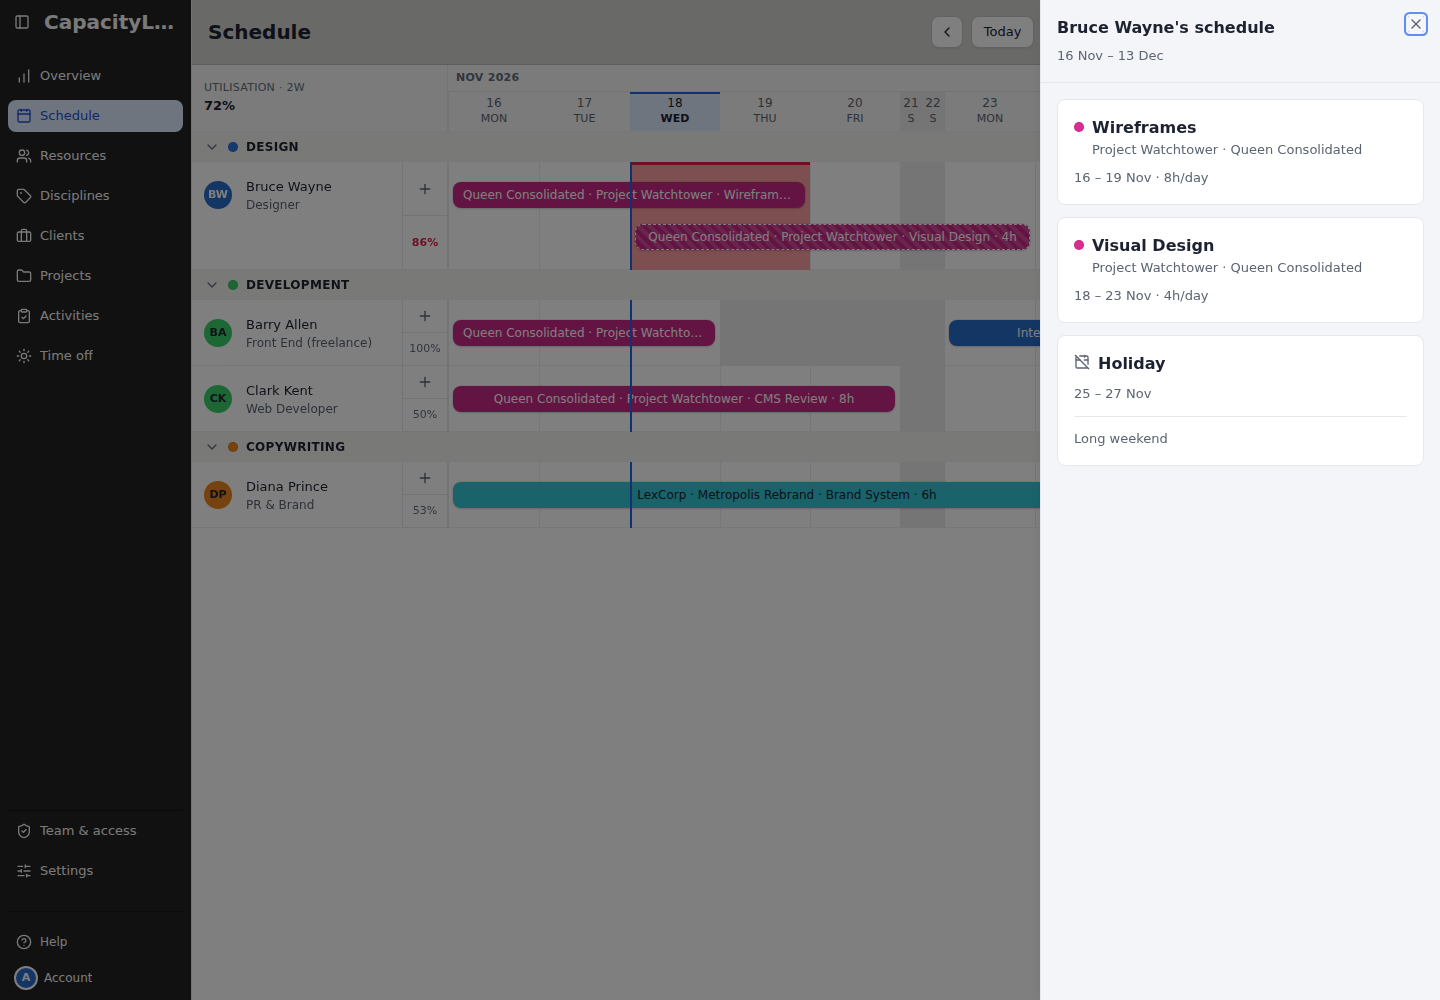 CapacityL...
Overview
Schedule
Resources
Disciplines
Clients
Projects
Activities
Time off
Team & access
Settings
Help
A
Account
Schedule
Today
UTILISATION · 2W
72%
NOV 2026
16 17 18 19 20 21 22 23
MON TUE WED THU FRI S S MON
DESIGN
BW
Bruce Wayne
Designer
86%
Queen Consolidated · Project Watchtower · Wirefram...
Queen Consolidated · Project Watchtower · Visual Design · 4h
DEVELOPMENT
BA
Barry Allen
Front End (freelance)
100%
Queen Consolidated · Project Watchto...
Inte
CK
Clark Kent
Web Developer
50%
Queen Consolidated · Project Watchtower · CMS Review · 8h
COPYWRITING
DP
Diana Prince
PR & Brand
53%
LexCorp · Metropolis Rebrand · Brand System · 6h
Bruce Wayne's schedule
16 Nov – 13 Dec
Wireframes
Project Watchtower · Queen Consolidated
16 – 19 Nov · 8h/day
Visual Design
Project Watchtower · Queen Consolidated
18 – 23 Nov · 4h/day
Holiday
25 – 27 Nov
Long weekend